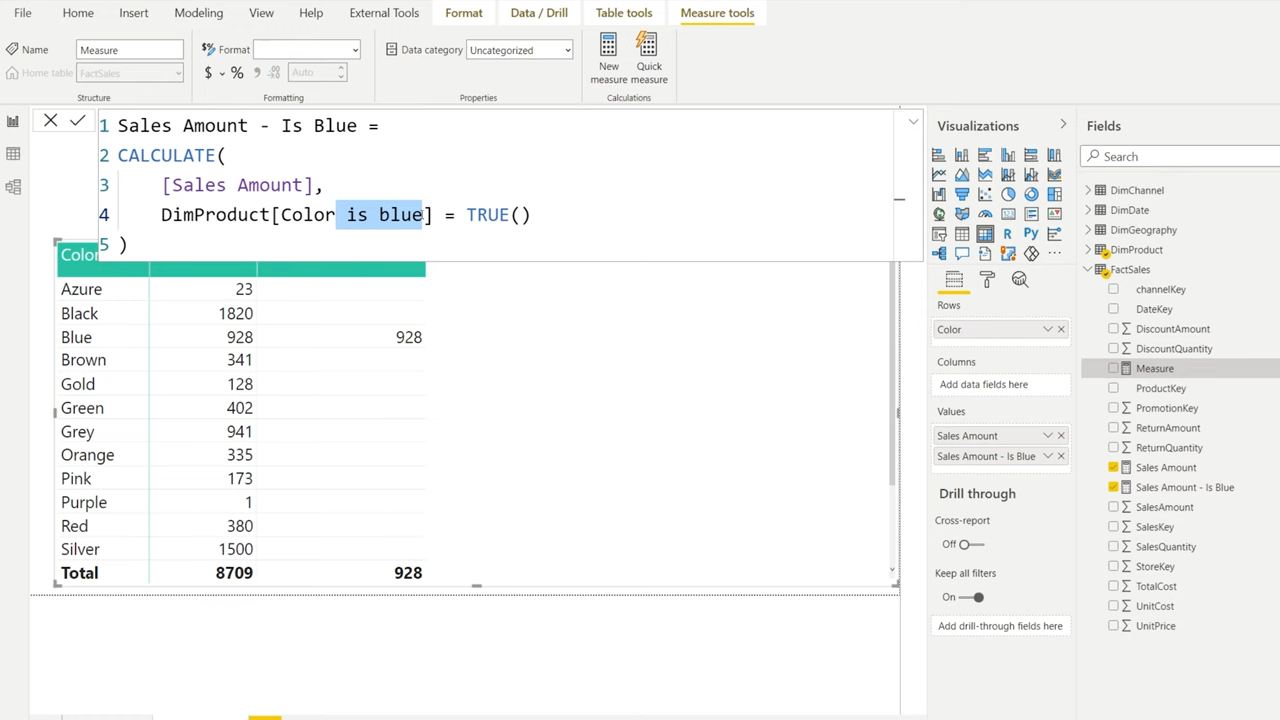 File Home Insert Modeling View Help External Tools Format Data / Drill Table tools Measure tools
Name Measure
Home table FactSales
Structure
Format
$ % Auto
Formatting
Data category Uncategorized
Properties
New measure
Quick measure
Calculations
1 Sales Amount - Is Blue =
2 CALCULATE(
3 [Sales Amount],
4 DimProduct[Color is blue] = TRUE()
5 )
Color
Azure 23
Black 1820
Blue 928 928
Brown 341
Gold 128
Green 402
Grey 941
Orange 335
Pink 173
Purple 1
Red 380
Silver 1500
Total 8709 928
Visualizations
R Py
Rows
Color
Columns
Add data fields here
Values
Sales Amount
Sales Amount - Is Blue
Drill through
Cross-report
Off
Keep all filters
On
Add drill-through fields here
Fields
Search
DimChannel
DimDate
DimGeography
DimProduct
FactSales
channelKey
DateKey
DiscountAmount
DiscountQuantity
Measure
ProductKey
PromotionKey
ReturnAmount
ReturnQuantity
Sales Amount
Sales Amount - Is Blue
SalesAmount
SalesKey
SalesQuantity
StoreKey
TotalCost
UnitCost
UnitPrice